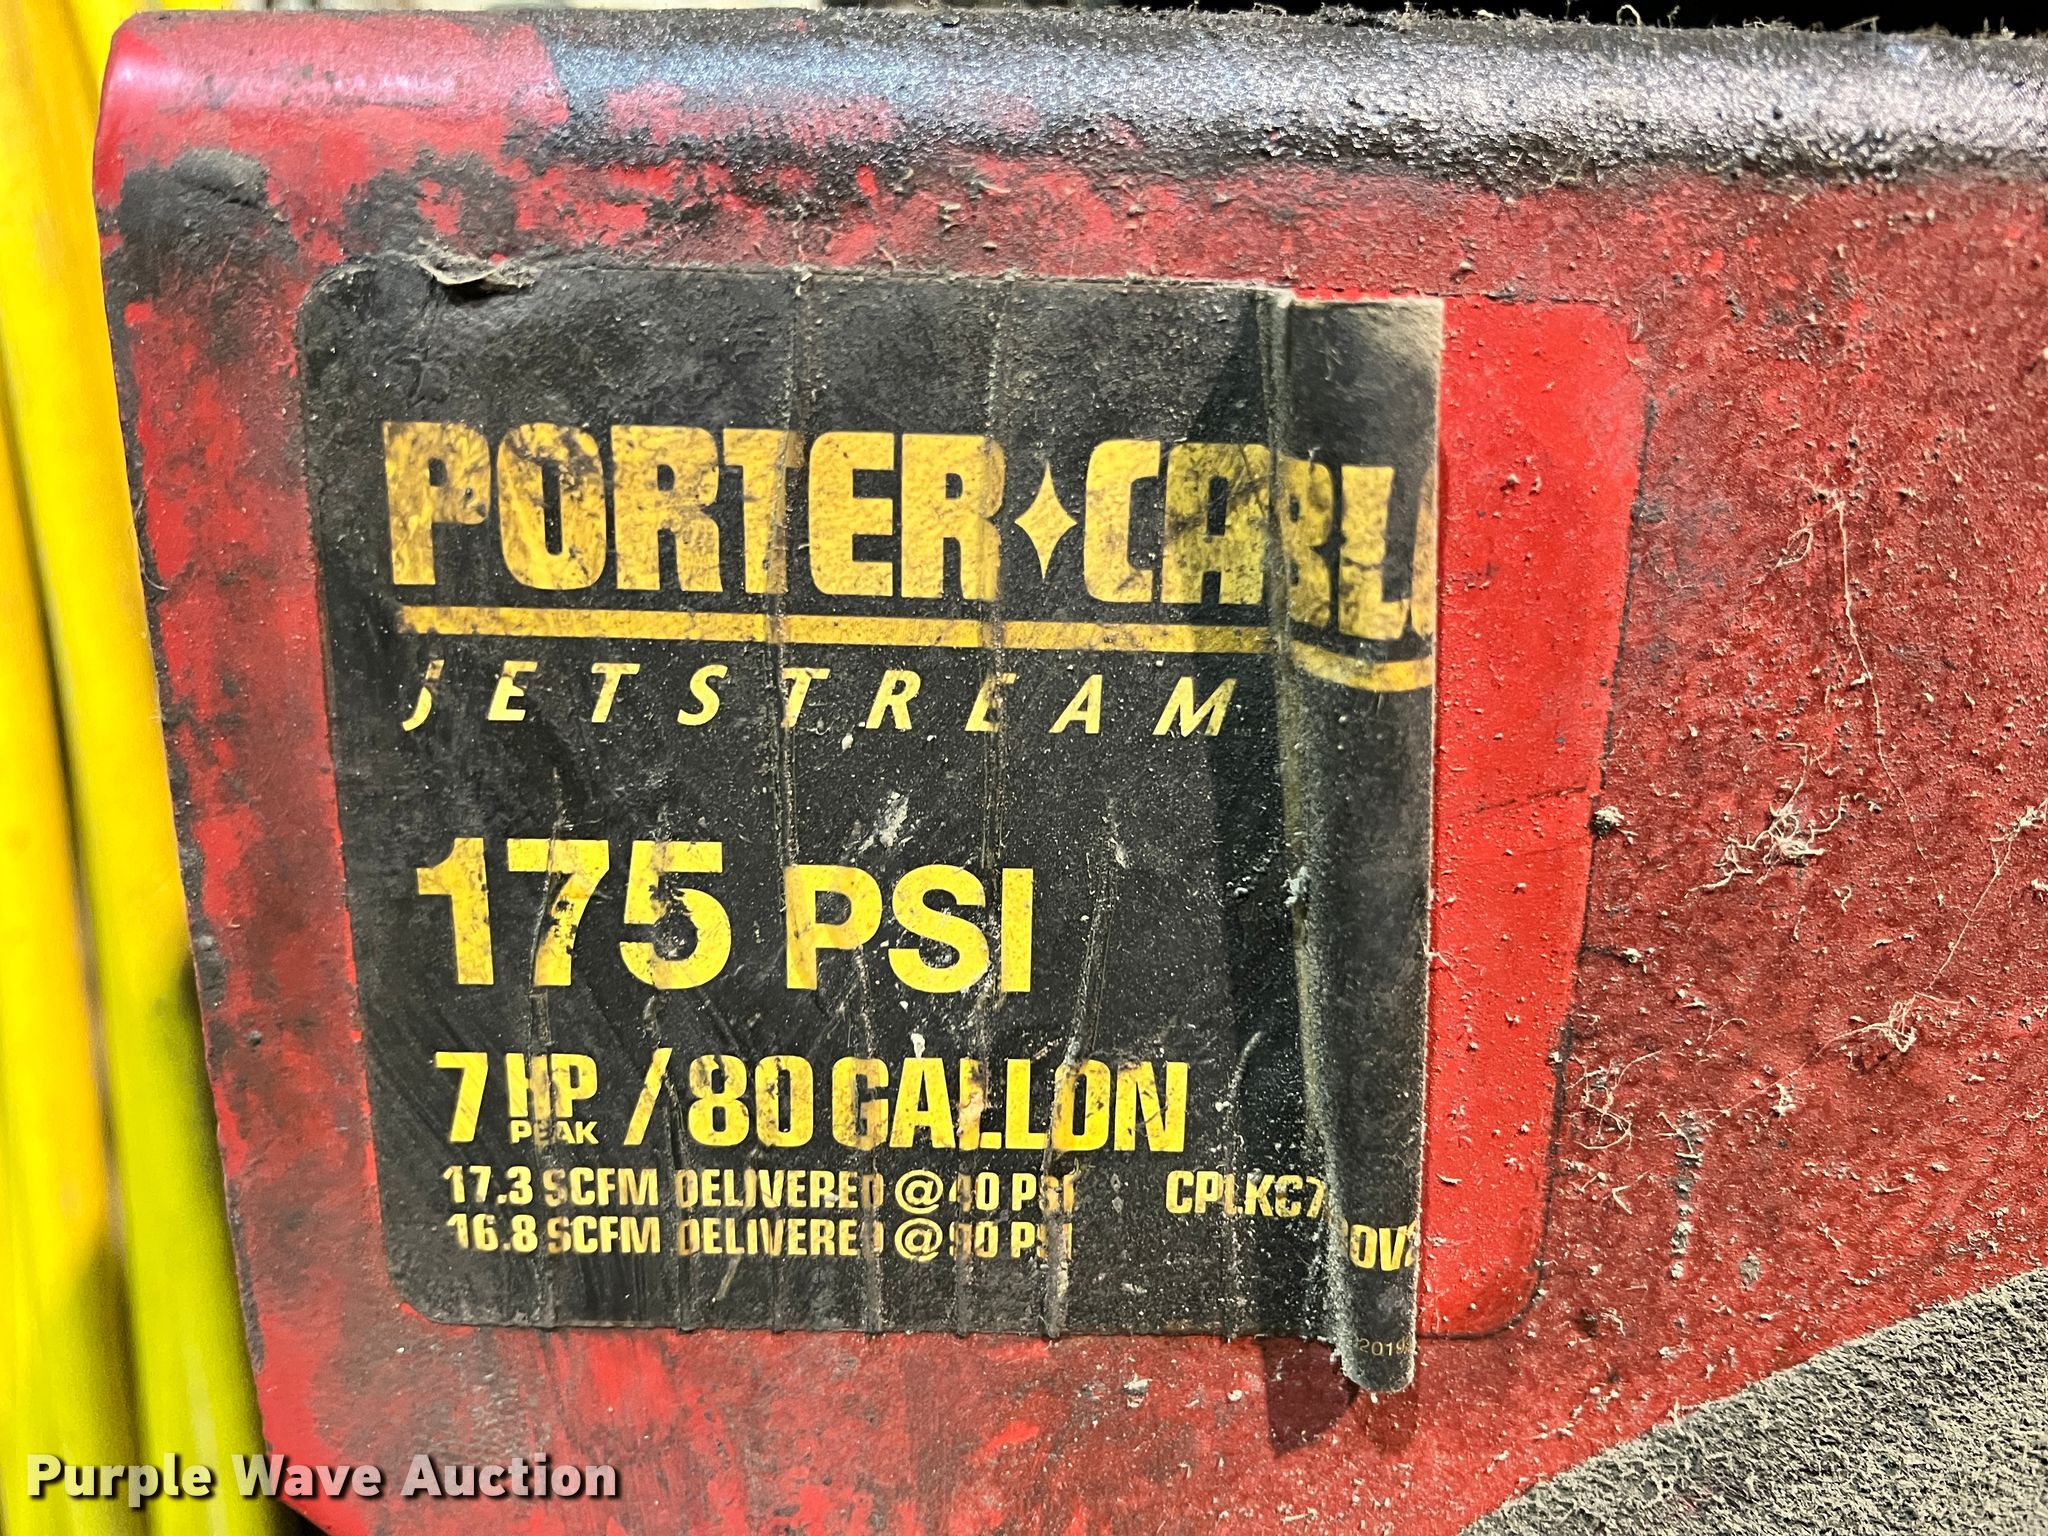 PORTER CABL
JETSTREAM
175 PSI
7 HP PEAK / 80 GALLON
17.3 SCFM DELIVERED @ 40 PSI
16.8 SCFM DELIVERED @ 90 PSI
Purple Wave Auction